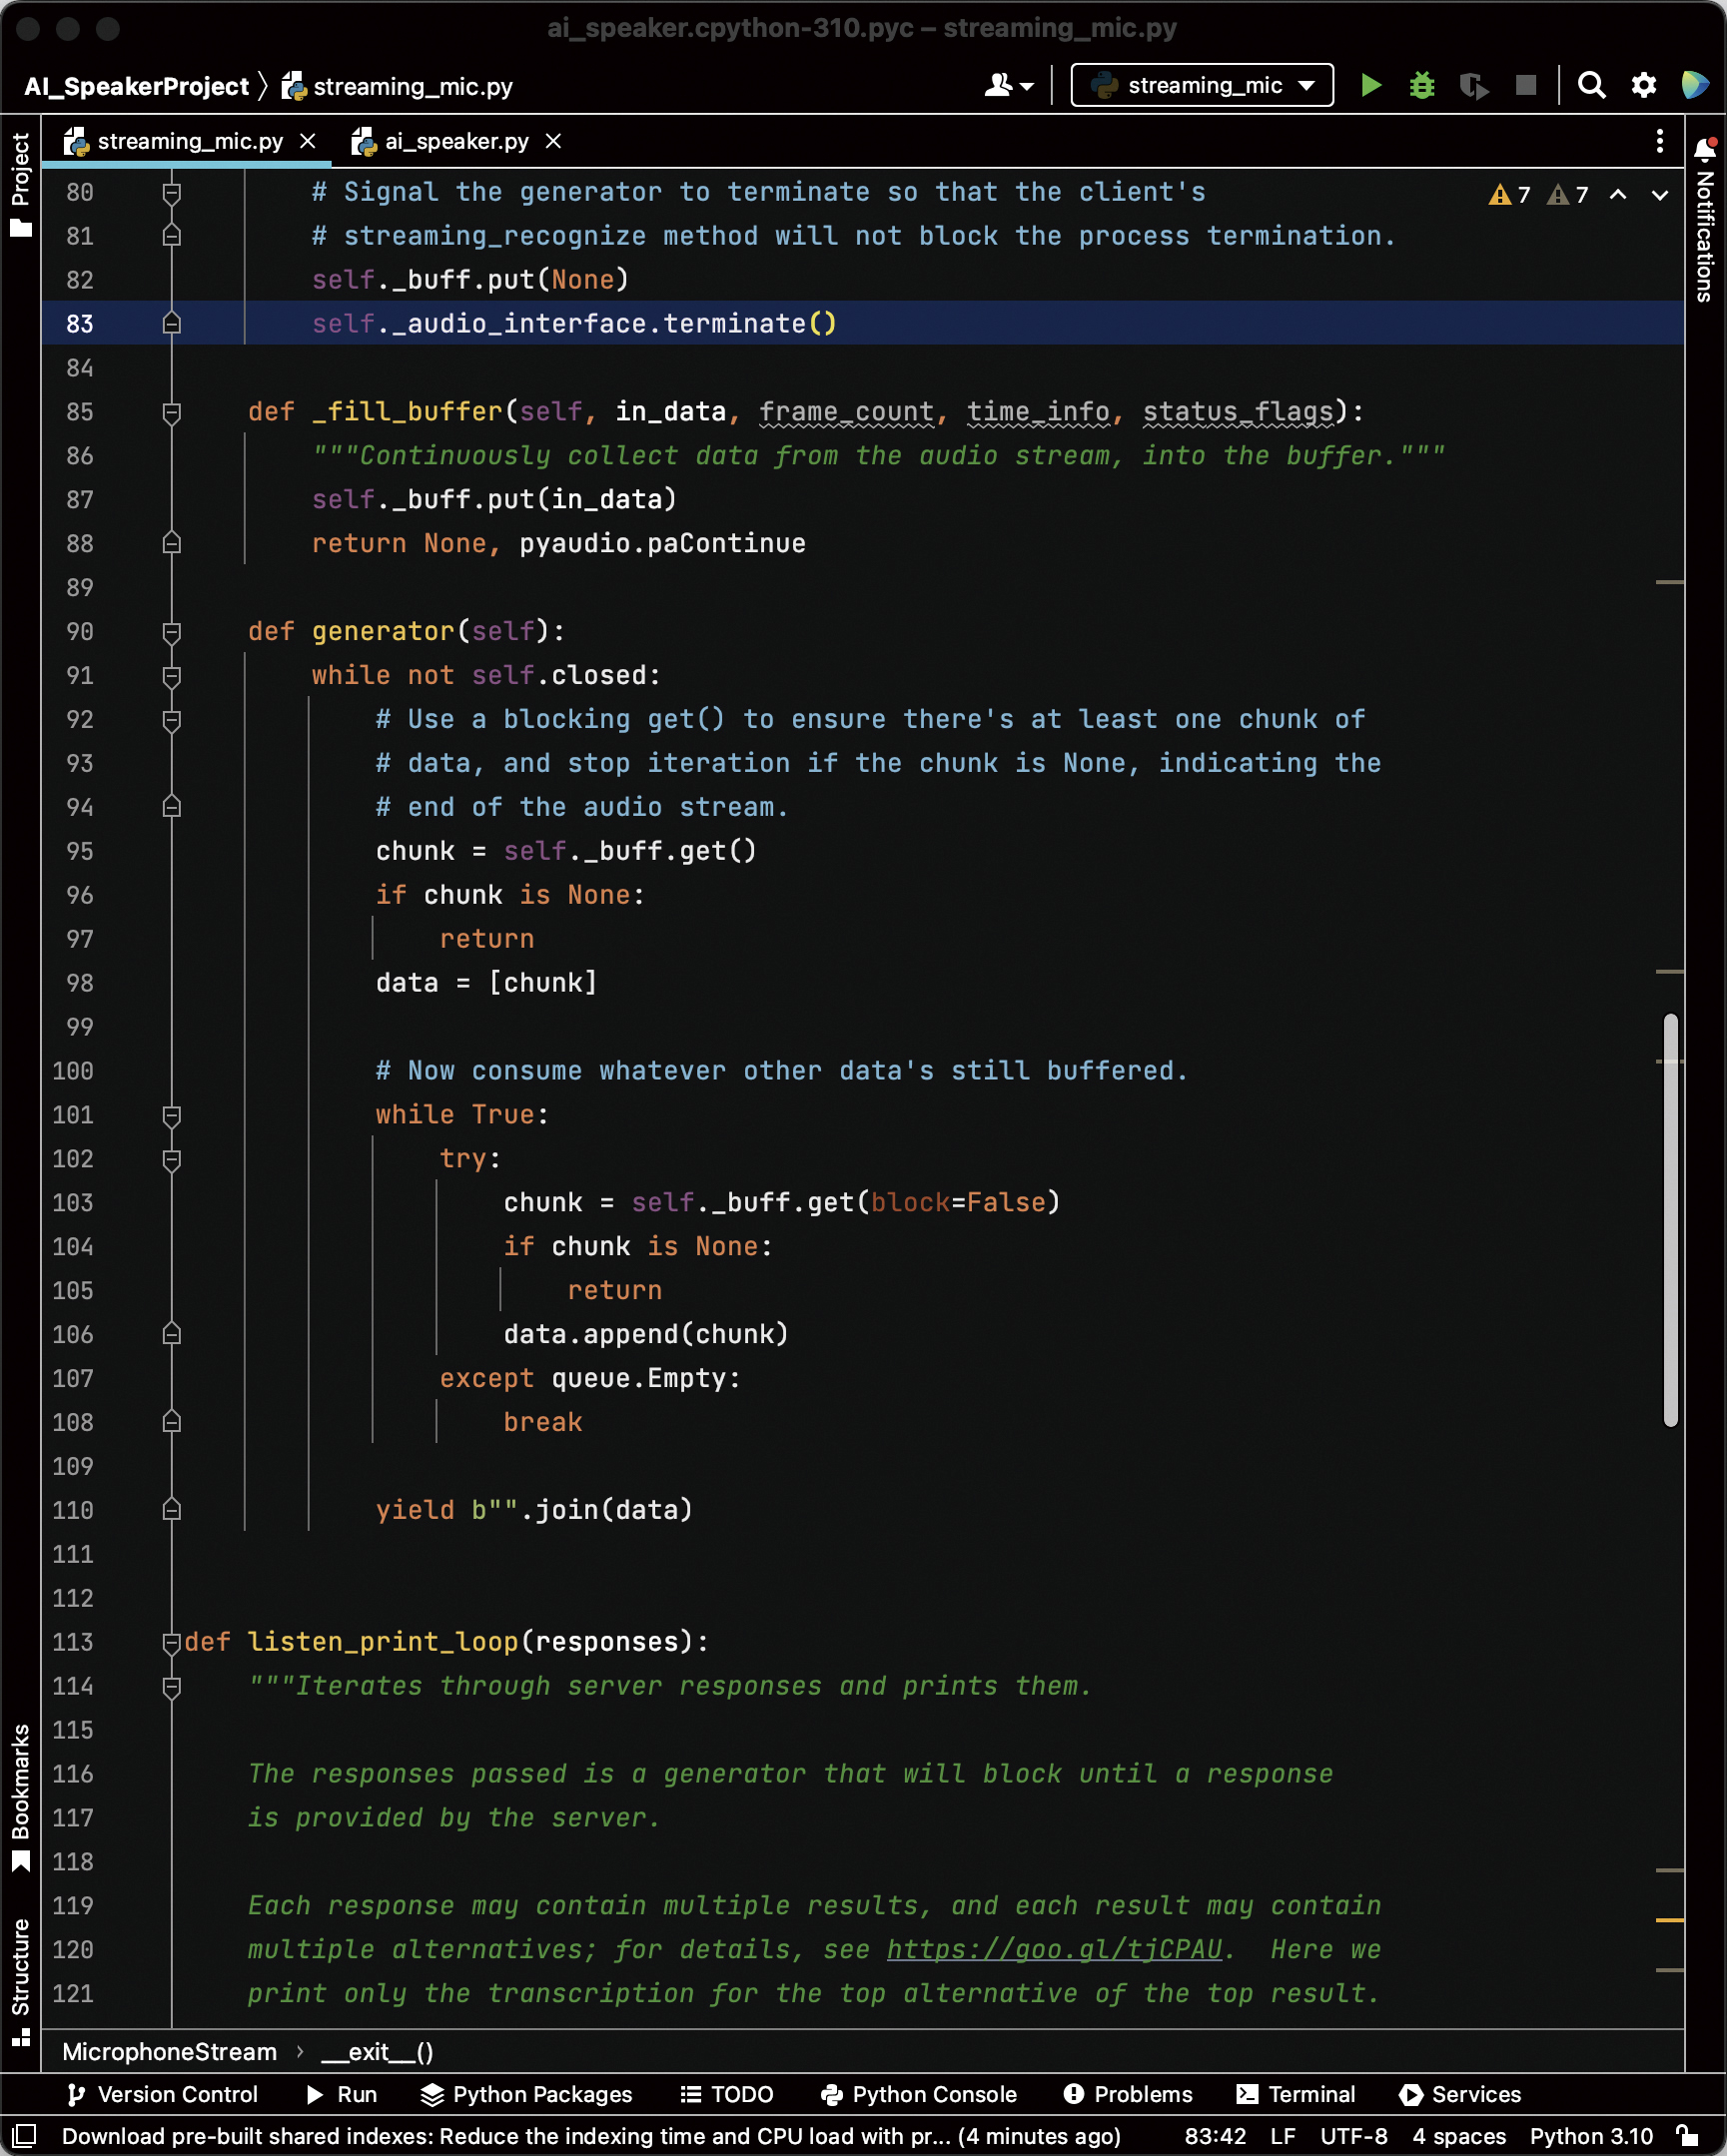 ai_speaker.cpython-310.pyc – streaming_mic.py
AI_SpeakerProject 〉 streaming_mic.py
streaming_mic
streaming_mic.py
ai_speaker.py
Project
Notifications
7 7
80 # Signal the generator to terminate so that the client's
81 # streaming_recognize method will not block the process termination.
82 self._buff.put(None)
83 self._audio_interface.terminate()
84
85 def _fill_buffer(self, in_data, frame_count, time_info, status_flags):
86 """Continuously collect data from the audio stream, into the buffer."""
87 self._buff.put(in_data)
88 return None, pyaudio.paContinue
89
90 def generator(self):
91 while not self.closed:
92 # Use a blocking get() to ensure there's at least one chunk of
93 # data, and stop iteration if the chunk is None, indicating the
94 # end of the audio stream.
95 chunk = self._buff.get()
96 if chunk is None:
97 return
98 data = [chunk]
99
100 # Now consume whatever other data's still buffered.
101 while True:
102 try:
103 chunk = self._buff.get(block=False)
104 if chunk is None:
105 return
106 data.append(chunk)
107 except queue.Empty:
108 break
109
110 yield b"".join(data)
111
112
113 def listen_print_loop(responses):
114 """Iterates through server responses and prints them.
115
116 The responses passed is a generator that will block until a response
117 is provided by the server.
118
119 Each response may contain multiple results, and each result may contain
120 multiple alternatives; for details, see https://goo.gl/tjCPAU.  Here we
121 print only the transcription for the top alternative of the top result.
Bookmarks
Structure
MicrophoneStream › __exit__()
Version Control Run Python Packages TODO Python Console Problems Terminal Services
Download pre-built shared indexes: Reduce the indexing time and CPU load with pr... (4 minutes ago) 83:42 LF UTF-8 4 spaces Python 3.10